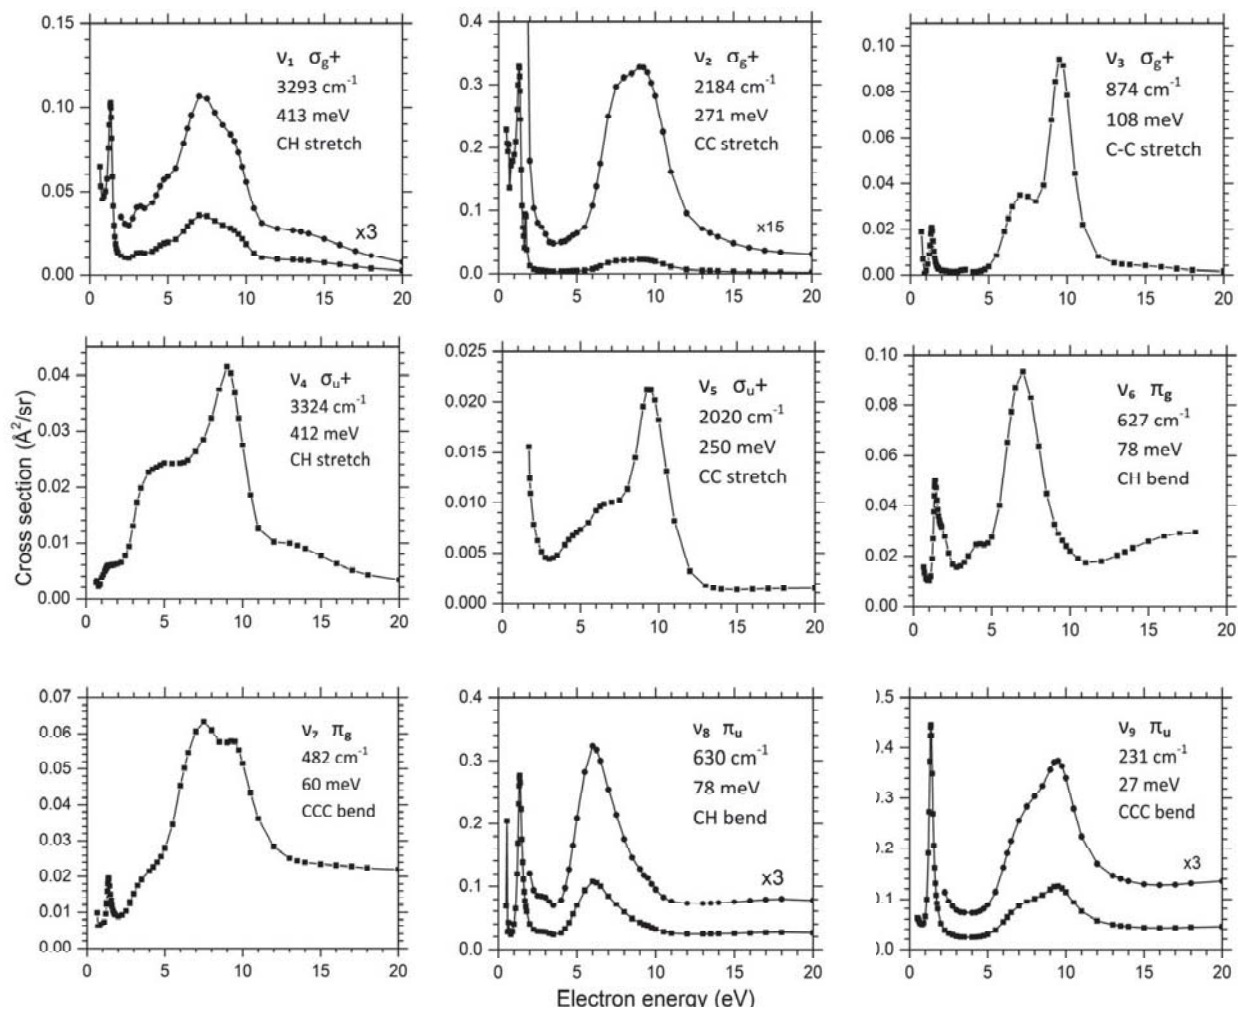 0.15
0.10
0.05
0.00
ν₁ σg+
3293 cm⁻¹
413 meV
CH stretch
x3
0 5 10 15 20
0.4
0.3
0.2
0.1
0.0
ν₂ σg+
2184 cm⁻¹
271 meV
CC stretch
x15
0 5 10 15 20
0.10
0.08
0.06
0.04
0.02
0.00
ν₃ σg+
874 cm⁻¹
108 meV
C-C stretch
0 5 10 15 20
Cross section (Å²/sr)
0.04
0.03
0.02
0.01
0.00
ν₄ σu+
3324 cm⁻¹
412 meV
CH stretch
0 5 10 15 20
0.025
0.020
0.015
0.010
0.005
0.000
ν₅ σu+
2020 cm⁻¹
250 meV
CC stretch
0 5 10 15 20
0.10
0.08
0.06
0.04
0.02
0.00
ν₆ πg
627 cm⁻¹
78 meV
CH bend
0 5 10 15 20
0.07
0.06
0.05
0.04
0.03
0.02
0.01
0.00
ν₇ πg
482 cm⁻¹
60 meV
CCC bend
0 5 10 15 20
0.4
0.3
0.2
0.1
0.0
ν₈ πu
630 cm⁻¹
78 meV
CH bend
x3
0 5 10 15 20
Electron energy (eV)
).5
).4
).3
).2
).1
).0
ν₉ πu
231 cm⁻¹
27 meV
CCC bend
x3
0 5 10 15 20